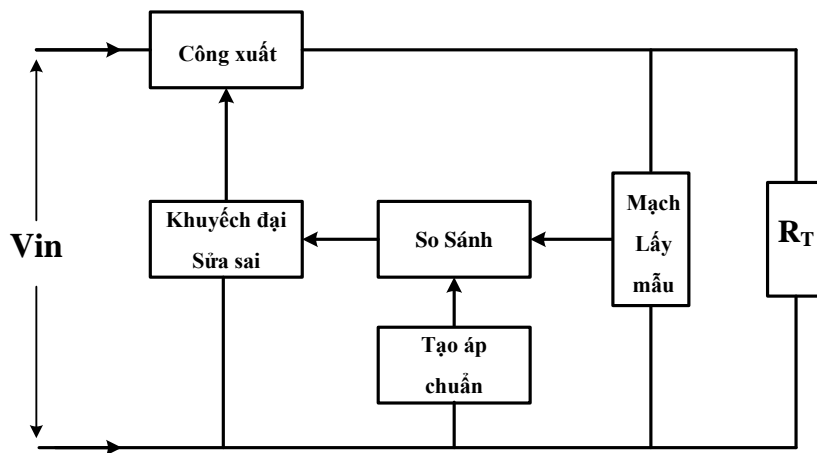 Công xuất
Khuyếch đại
Sửa sai
So Sánh
Mạch
Lấy
mẫu
Tạo áp
chuẩn
Vin
RT